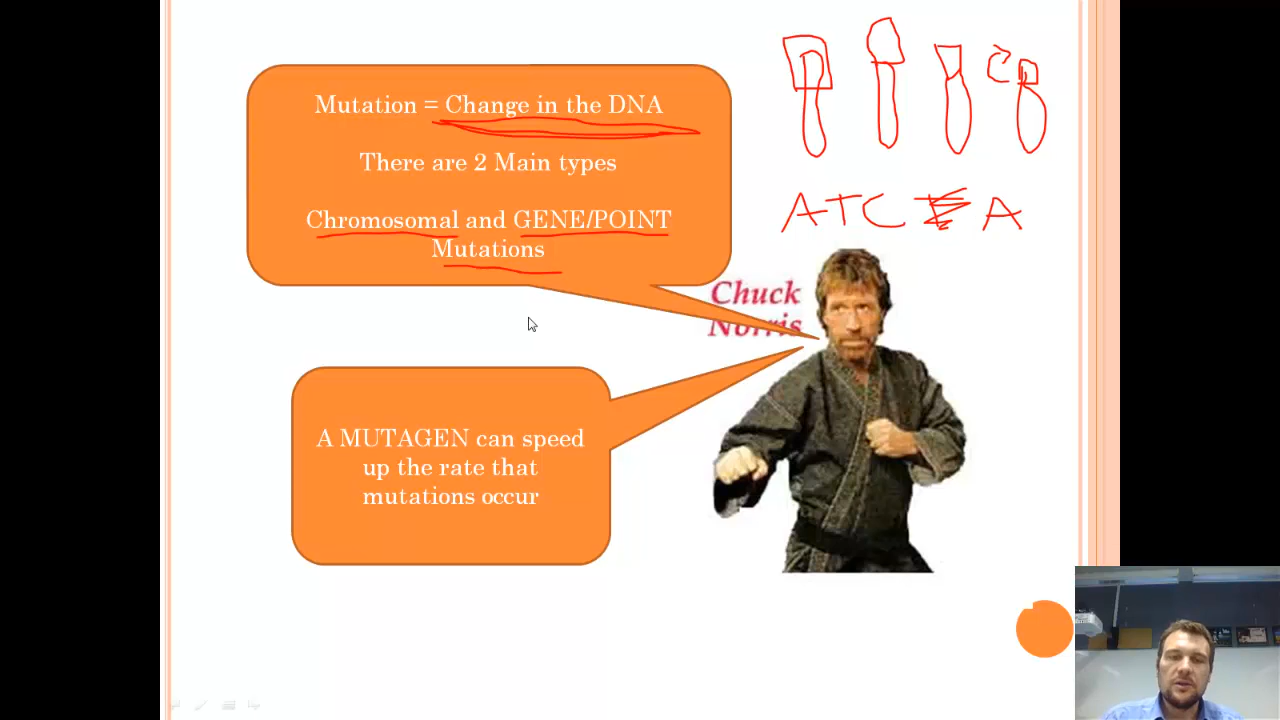 Mutation = Change in the DNA
There are 2 Main types
Chromosomal and GENE/POINT
Mutations
ATC A
Chuck
Norris
A MUTAGEN can speed
up the rate that
mutations occur